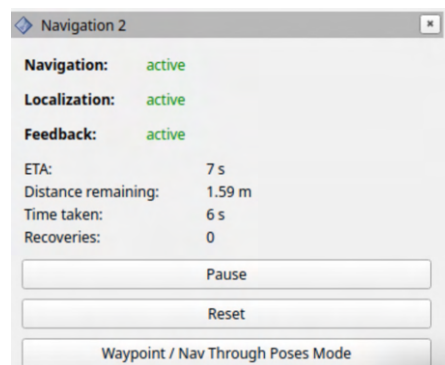 Navigation 2
Navigation: active
Localization: active
Feedback: active
ETA: 7 s
Distance remaining: 1.59 m
Time taken: 6 s
Recoveries: 0
Pause
Reset
Waypoint / Nav Through Poses Mode